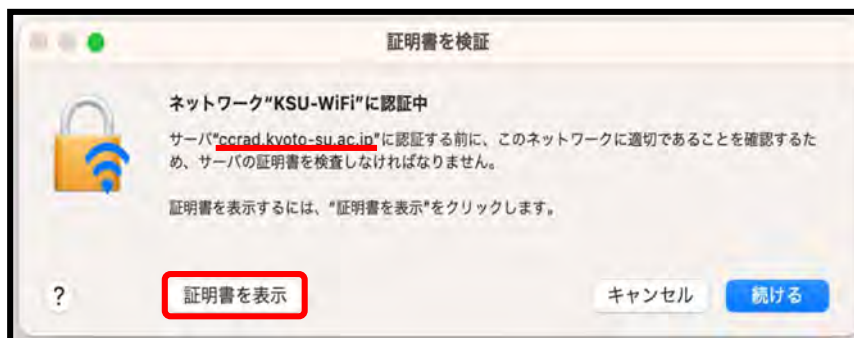 証明書を検証
ネットワーク“KSU-WiFi”に認証中
サーバ“ccrad.kyoto-su.ac.jp”に認証する前に、このネットワークに適切であることを確認するた
め、サーバの証明書を検査しなければなりません。
証明書を表示するには、“証明書を表示”をクリックします。
?
証明書を表示
キャンセル
続ける